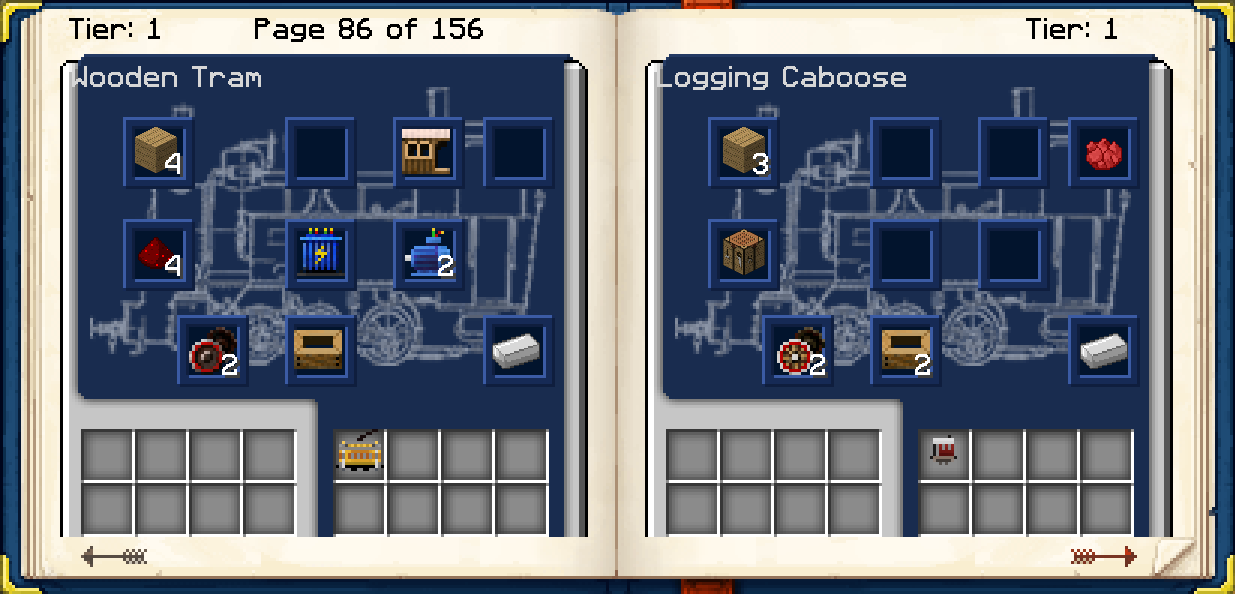 Tier: 1 Page 86 of 156
Wooden Tram
4
4 2
2
Tier: 1
Logging Caboose
3
2 2